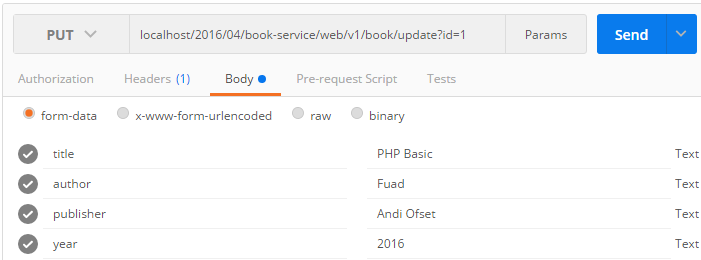 PUT localhost/2016/04/book-service/web/v1/book/update?id=1 Params Send
Authorization Headers (1) Body Pre-request Script Tests
form-data x-www-form-urlencoded raw binary
title PHP Basic Text
author Fuad Text
publisher Andi Ofset Text
year 2016 Text